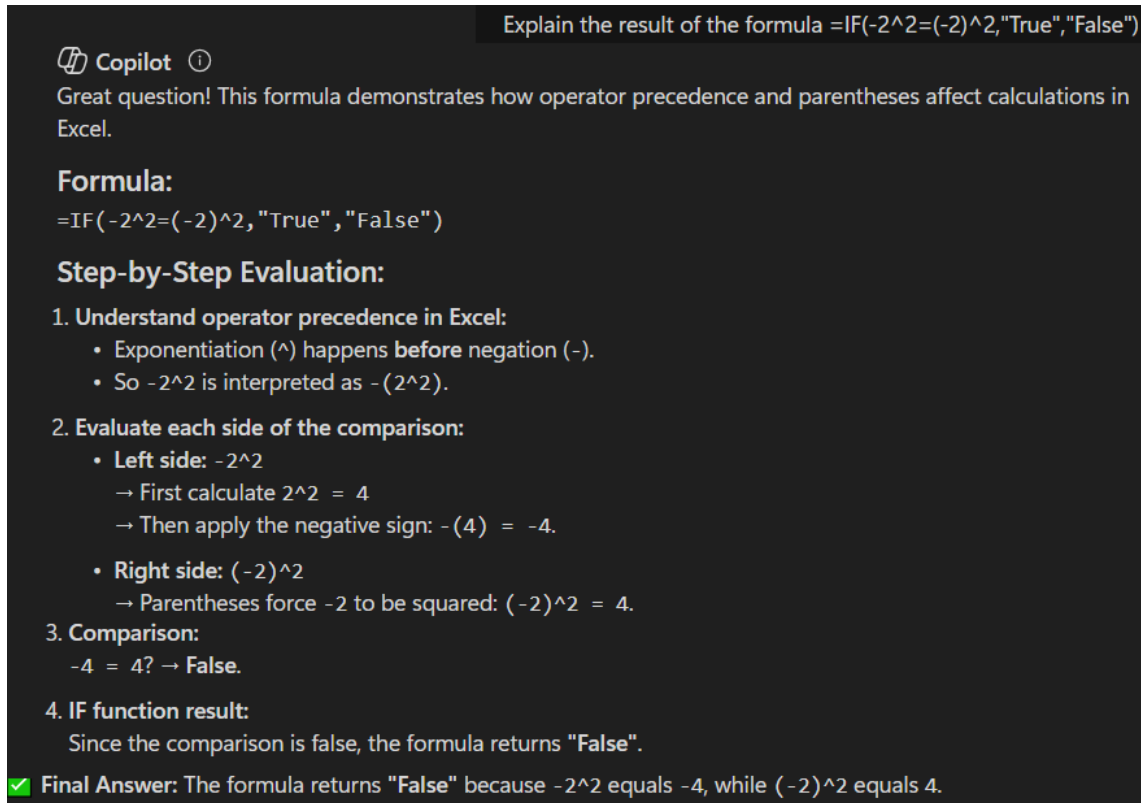 Explain the result of the formula =IF(-2^2=(-2)^2,"True","False")
Copilot
Great question! This formula demonstrates how operator precedence and parentheses affect calculations in
Excel.
Formula:
=IF(-2^2=(-2)^2,"True","False")
Step-by-Step Evaluation:
1. Understand operator precedence in Excel:
• Exponentiation (^) happens before negation (-).
• So -2^2 is interpreted as -(2^2).
2. Evaluate each side of the comparison:
• Left side: -2^2
→ First calculate 2^2 = 4
→ Then apply the negative sign: -(4) = -4.
• Right side: (-2)^2
→ Parentheses force -2 to be squared: (-2)^2 = 4.
3. Comparison:
-4 = 4? → False.
4. IF function result:
Since the comparison is false, the formula returns "False".
✅ Final Answer: The formula returns "False" because -2^2 equals -4, while (-2)^2 equals 4.